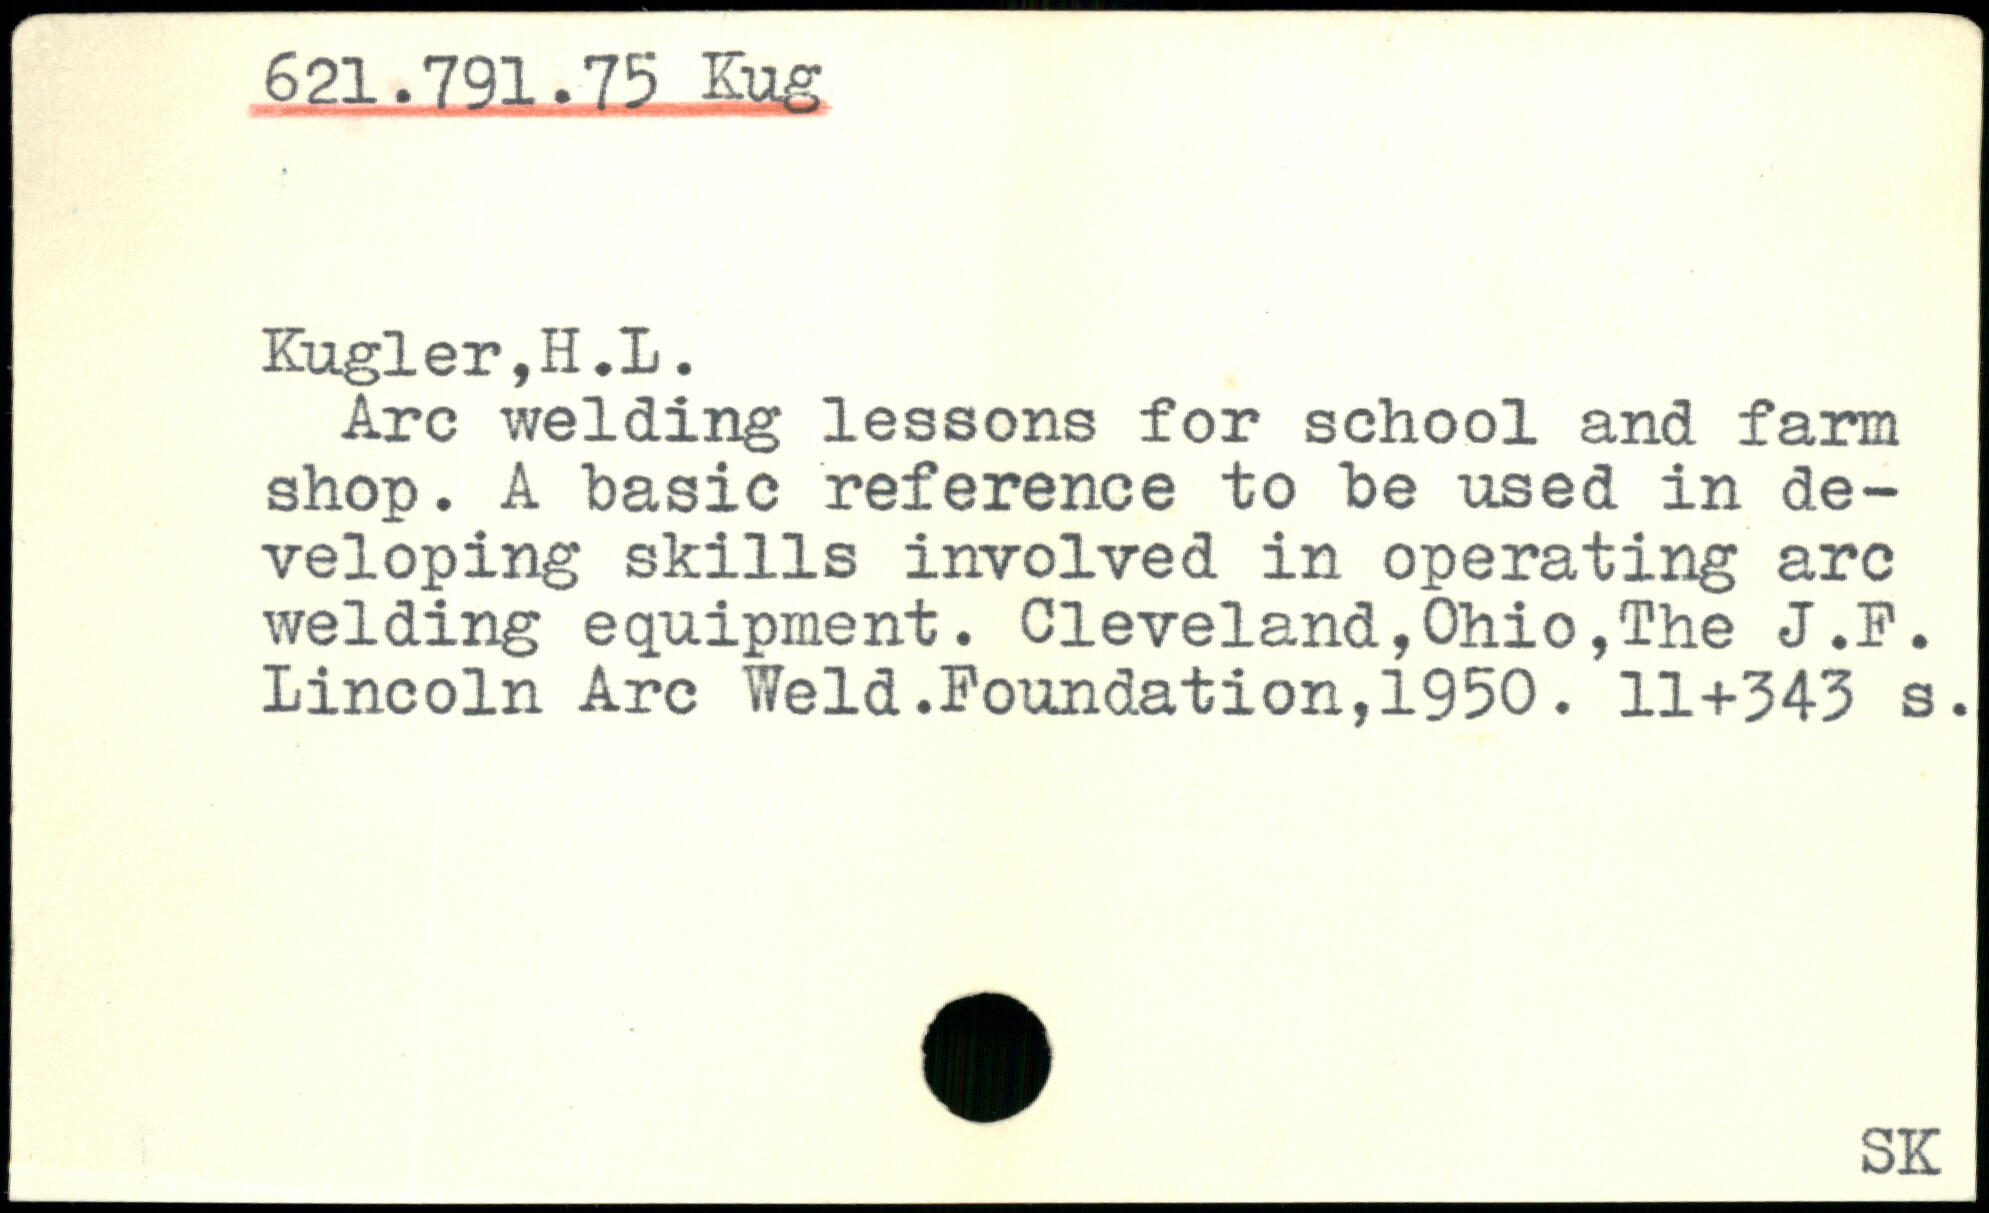 621.791.75 Kug
Kugler,H.L.
Arc welding lessons for school and farm
shop. A basic reference to be used in de-
veloping skills involved in operating arc
welding equipment. Cleveland,Ohio,The J.F.
Lincoln Arc Weld.Foundation,1950. 11+343 s.
SK